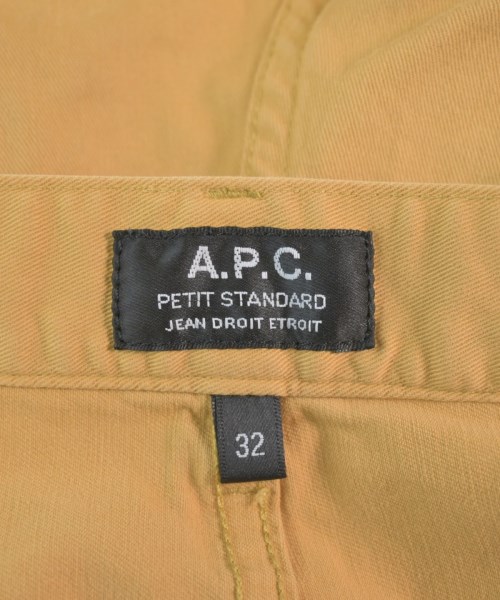 A.P.C.
PETIT STANDARD
JEAN DROIT ETROIT
32